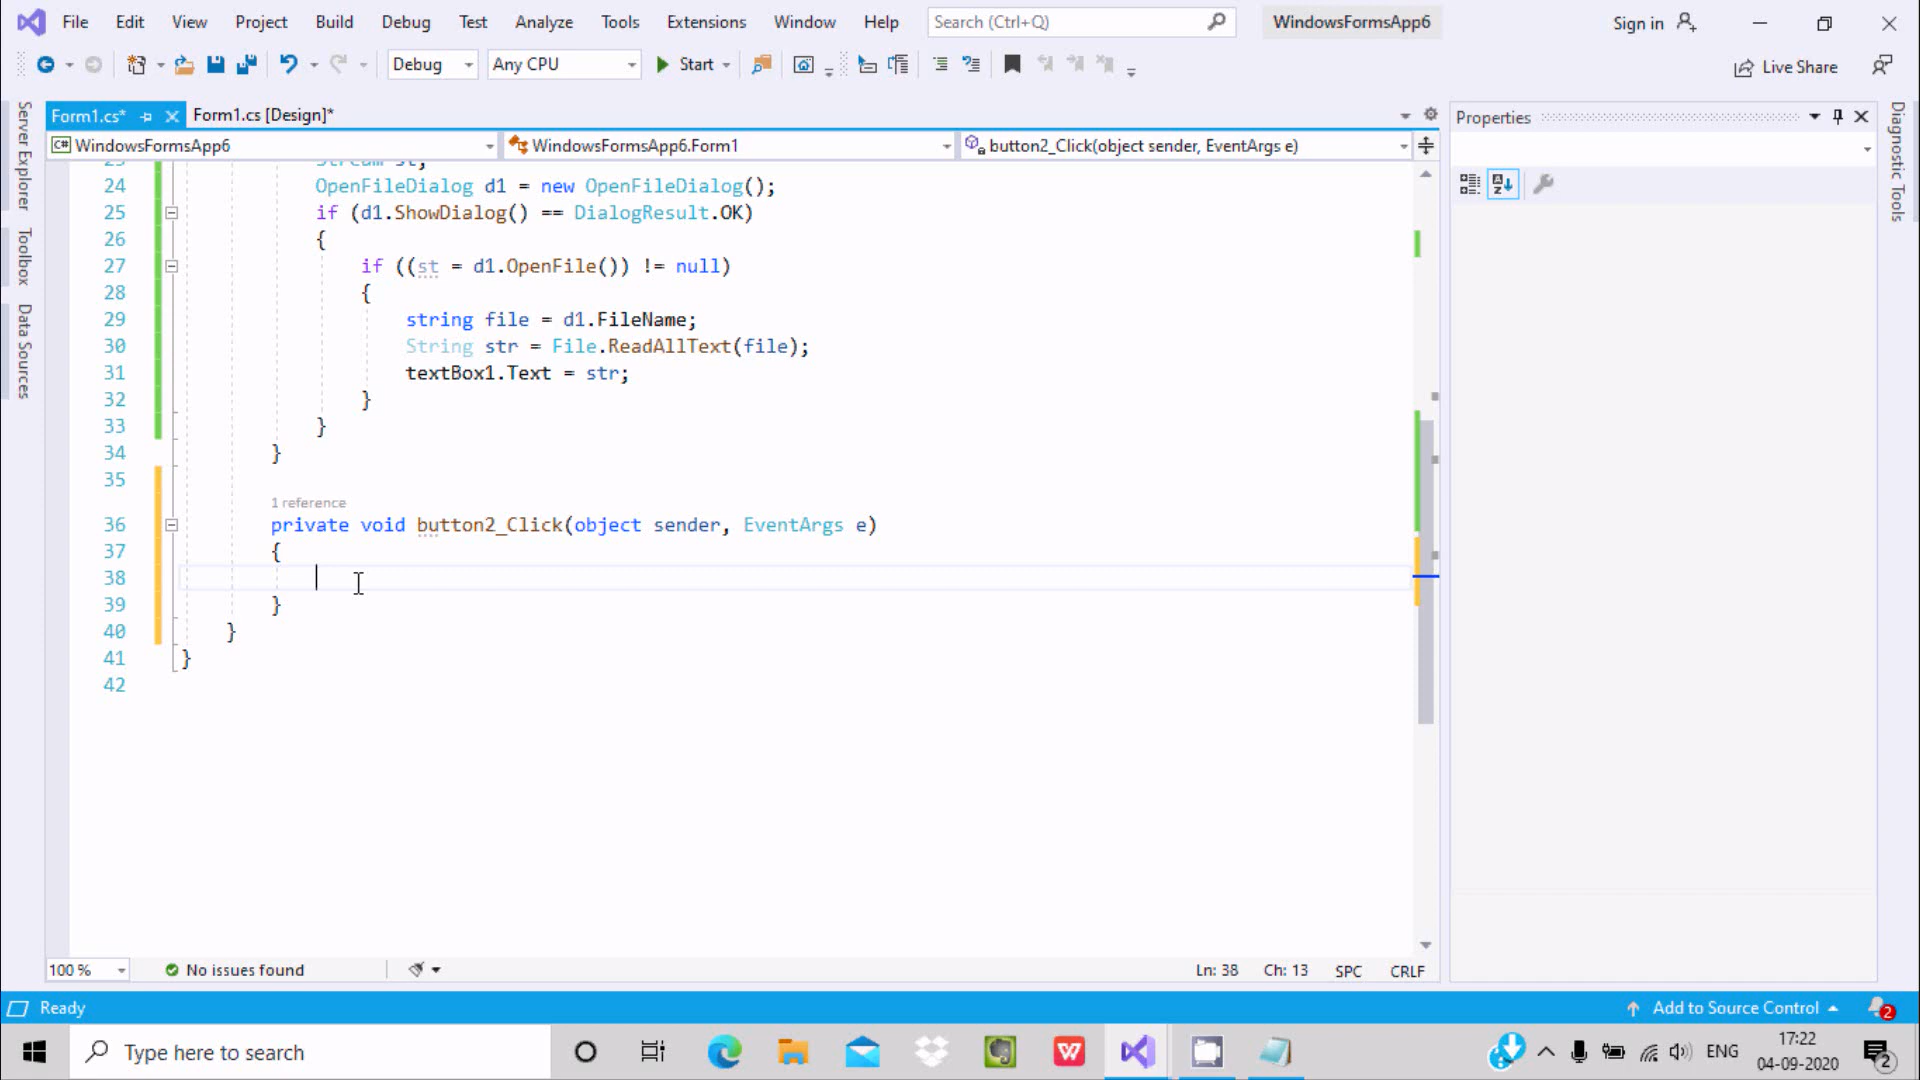 File Edit View Project Build Debug Test Analyze Tools Extensions Window Help Search (Ctrl+Q) WindowsFormsApp6 Sign in
Debug Any CPU Start Live Share
Server Explorer
Toolbox
Data Sources
Form1.cs* Form1.cs [Design]*
C# WindowsFormsApp6 WindowsFormsApp6.Form1 button2_Click(object sender, EventArgs e)
23 Stream st;
24 OpenFileDialog d1 = new OpenFileDialog();
25 if (d1.ShowDialog() == DialogResult.OK)
26 {
27 if ((st = d1.OpenFile()) != null)
28 {
29 string file = d1.FileName;
30 String str = File.ReadAllText(file);
31 textBox1.Text = str;
32 }
33 }
34 }
35
1 reference
36 private void button2_Click(object sender, EventArgs e)
37 {
38
39 }
40 }
41 }
42
100 % No issues found Ln: 38 Ch: 13 SPC CRLF
Properties
Diagnostic Tools
Ready Add to Source Control 2
Type here to search ENG 17:22
04-09-2020 2